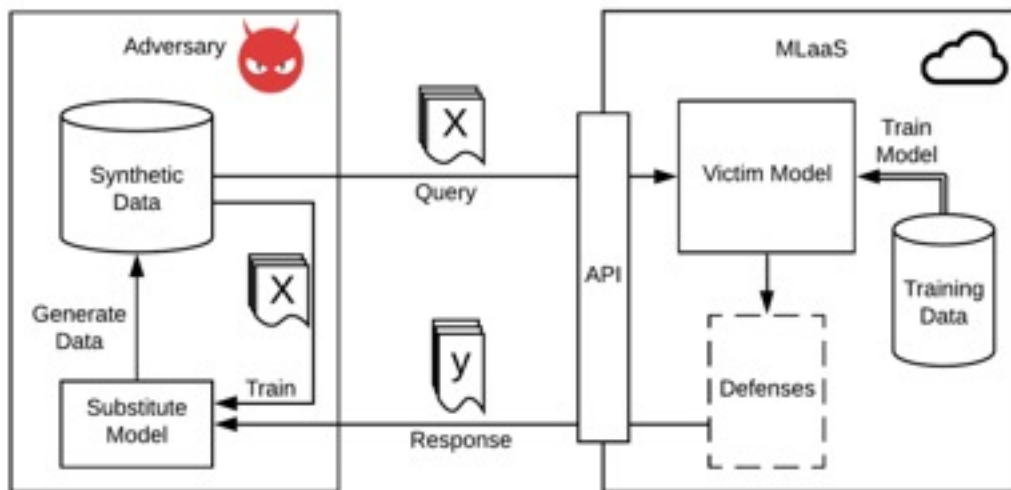 Adversary
MLaaS
X
Query
Synthetic
Data
Victim Model
Train
Model
X
API
Generate
Data
Training
Data
y
Train
Defenses
Substitute
Model
Response